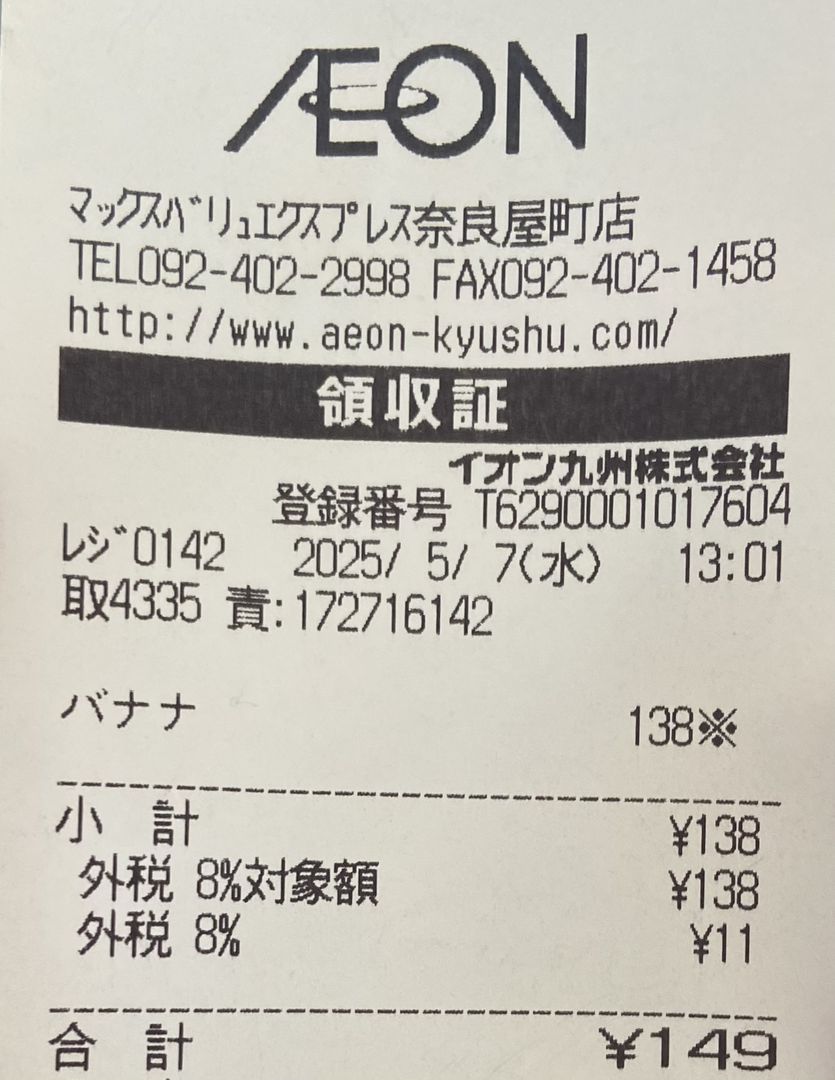 ÆON
マックスバリュエクスプレス奈良屋町店
TEL092-402-2998 FAX092-402-1458
http://www.aeon-kyushu.com/
領収証
イオン九州株式会社
登録番号 T6290001017604
レジ0142 2025/ 5/ 7(水) 13:01
取4335 責:172716142
バナナ 138※
小 計 ¥138
外税 8%対象額 ¥138
外税 8% ¥11
合 計 ¥149